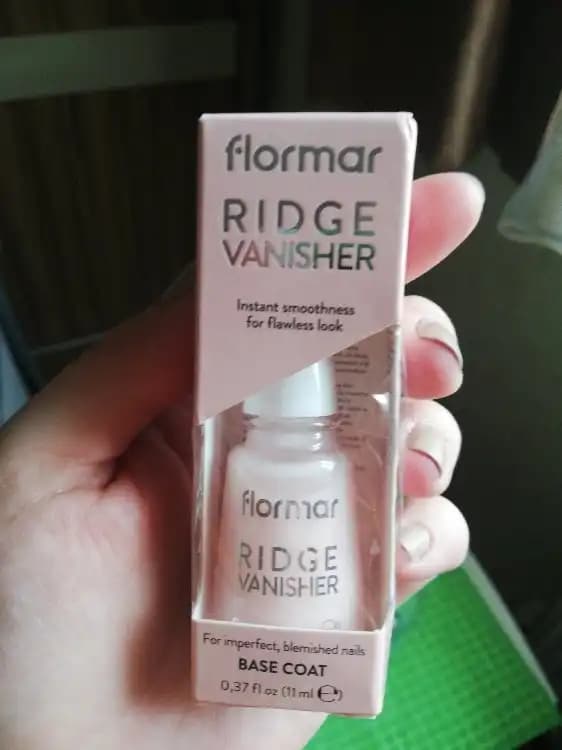 flormar
RIDGE
VANISHER
Instant smoothness
for flawless look
flormar
RIDGE
VANISHER
For imperfect, blemished nails
BASE COAT
0,37 fl oz (11 ml ℮)